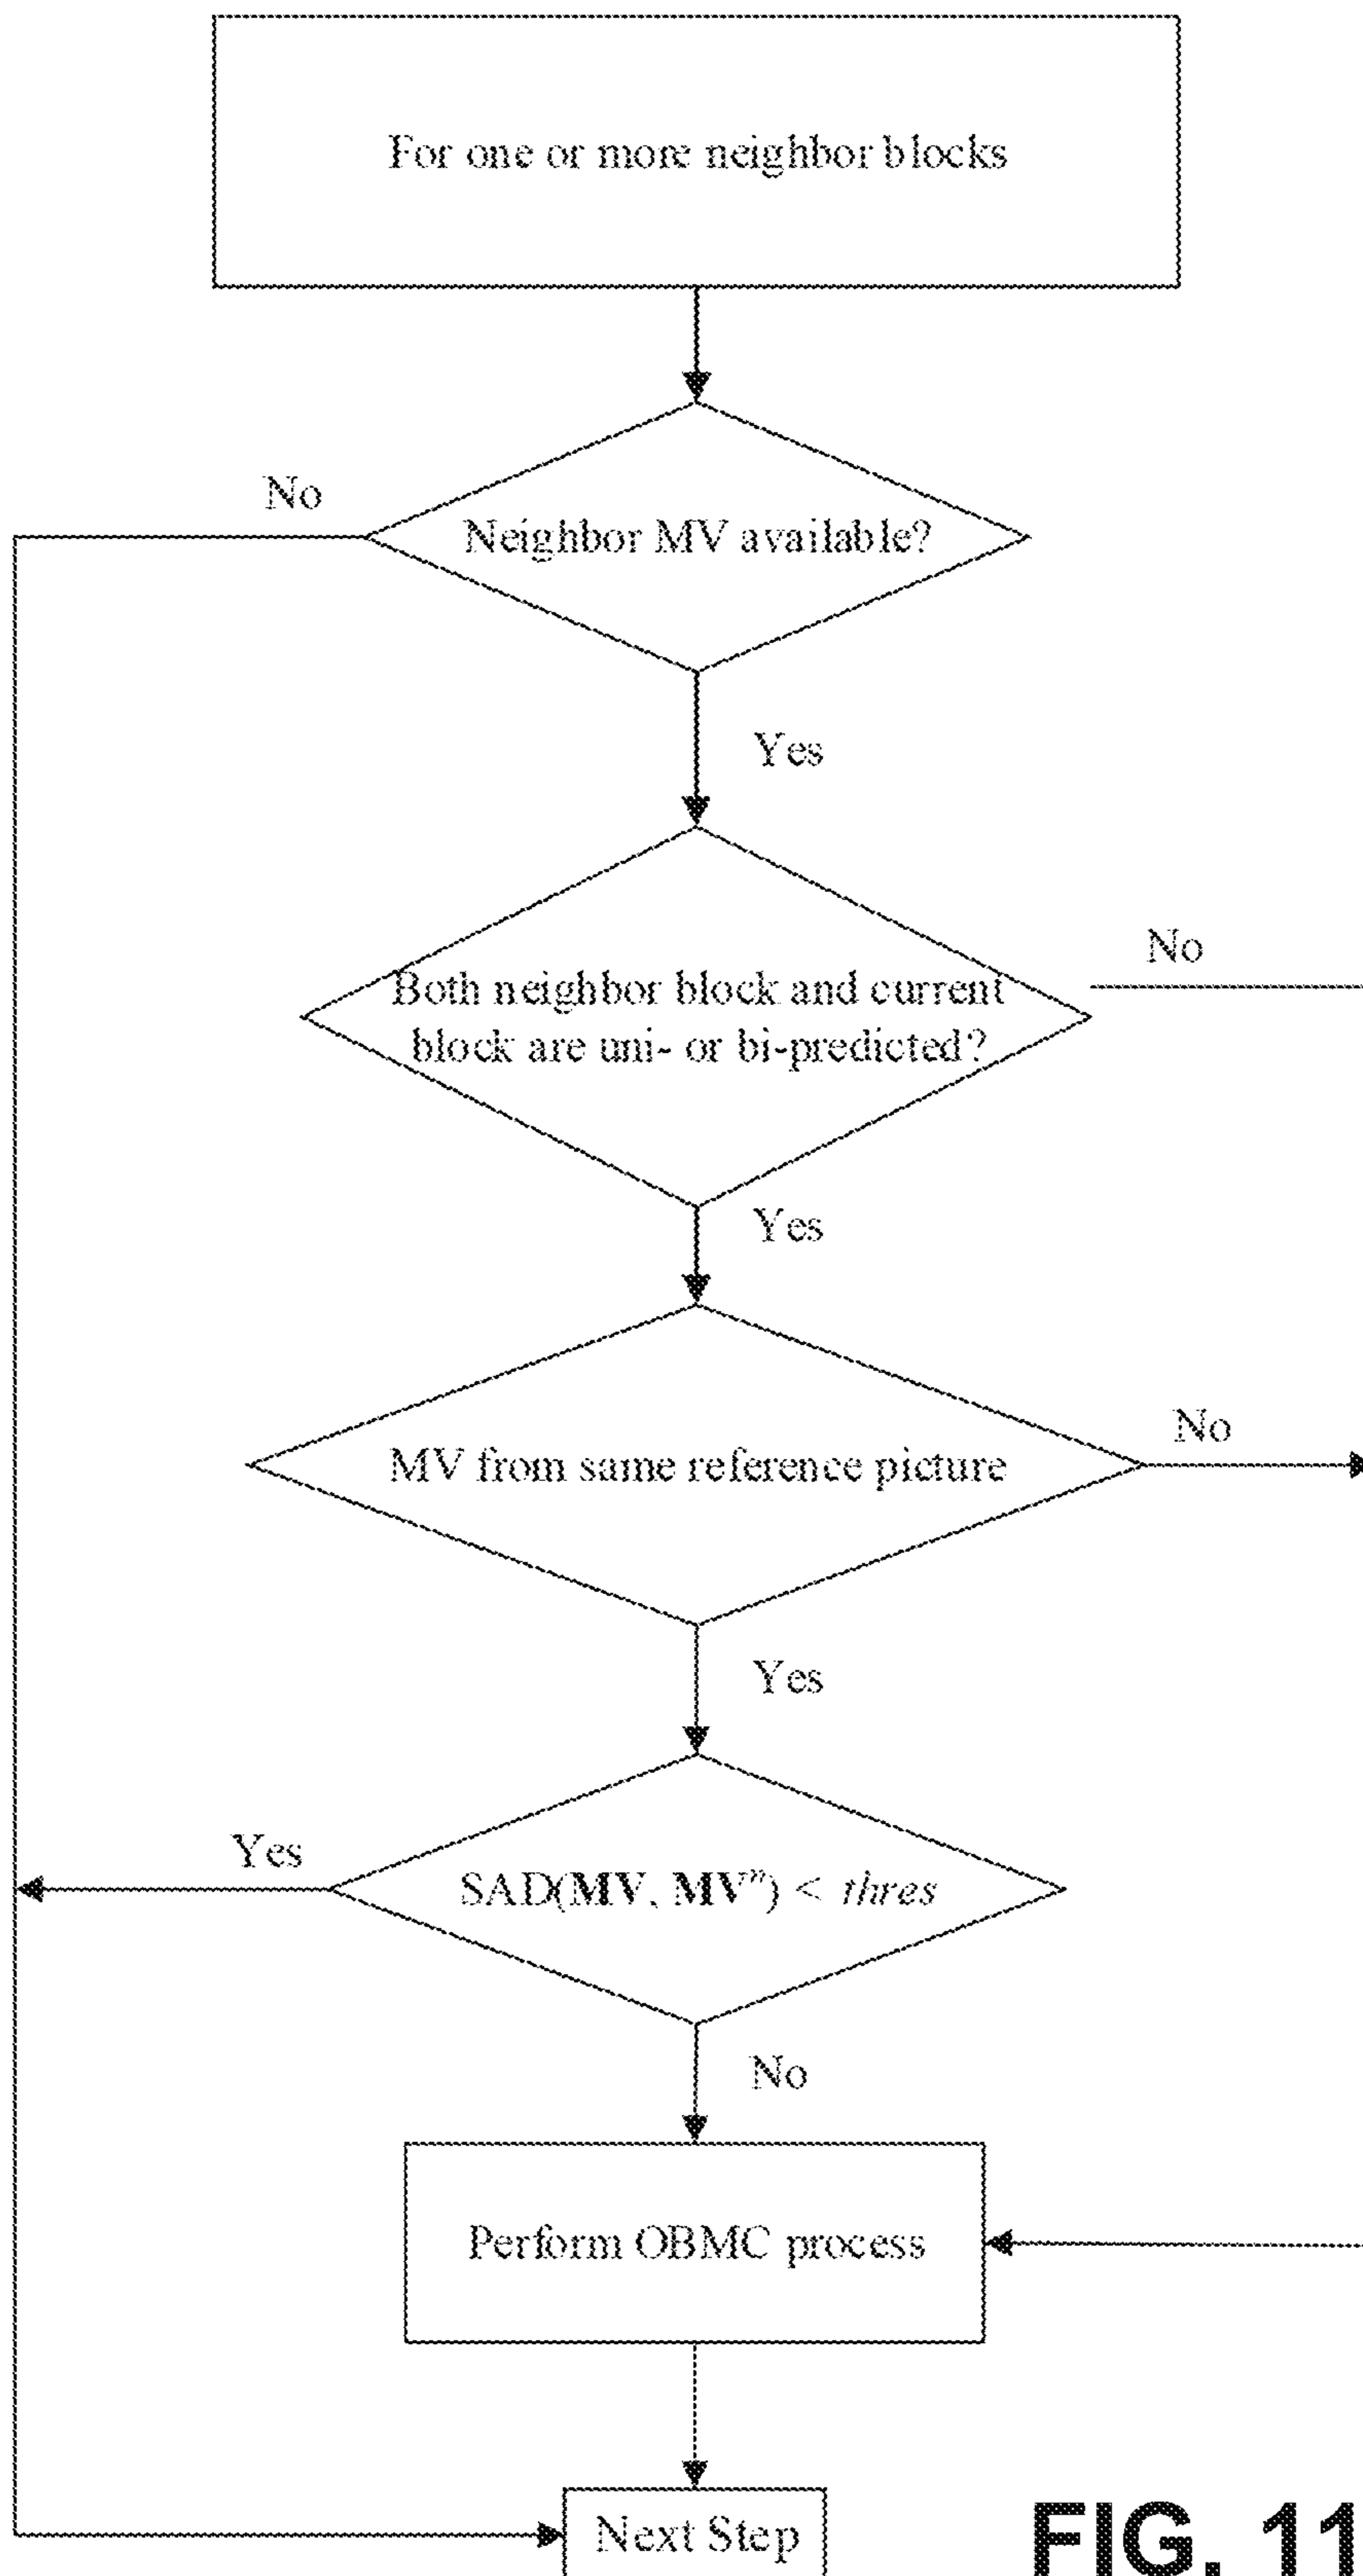 For one or more neighbor blocks
No
Neighbor MV available?
Yes
No
Both neighbor block and current
block are uni- or bi-predicted?
Yes
No
MV from same reference picture
Yes
Yes
SAD(MV, MVⁿ) < thres
No
Perform OBMC process
Next Step
FIG. 11